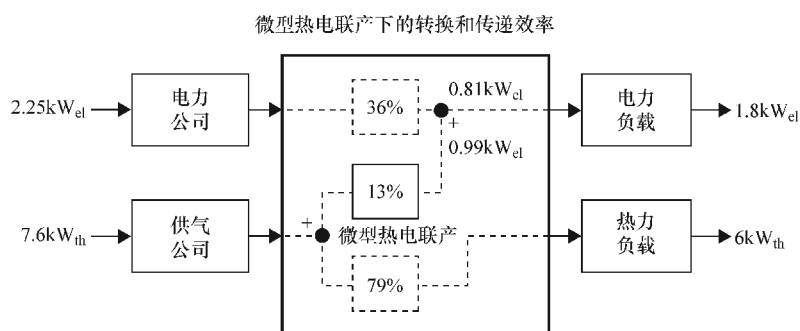 微型热电联产下的转换和传递效率
2.25kWel
电力
公司
36%
0.81kWel
+
0.99kWel
电力
负载
1.8kWel
13%
7.6kWth
供气
公司
+
微型热电联产
79%
热力
负载
6kWth